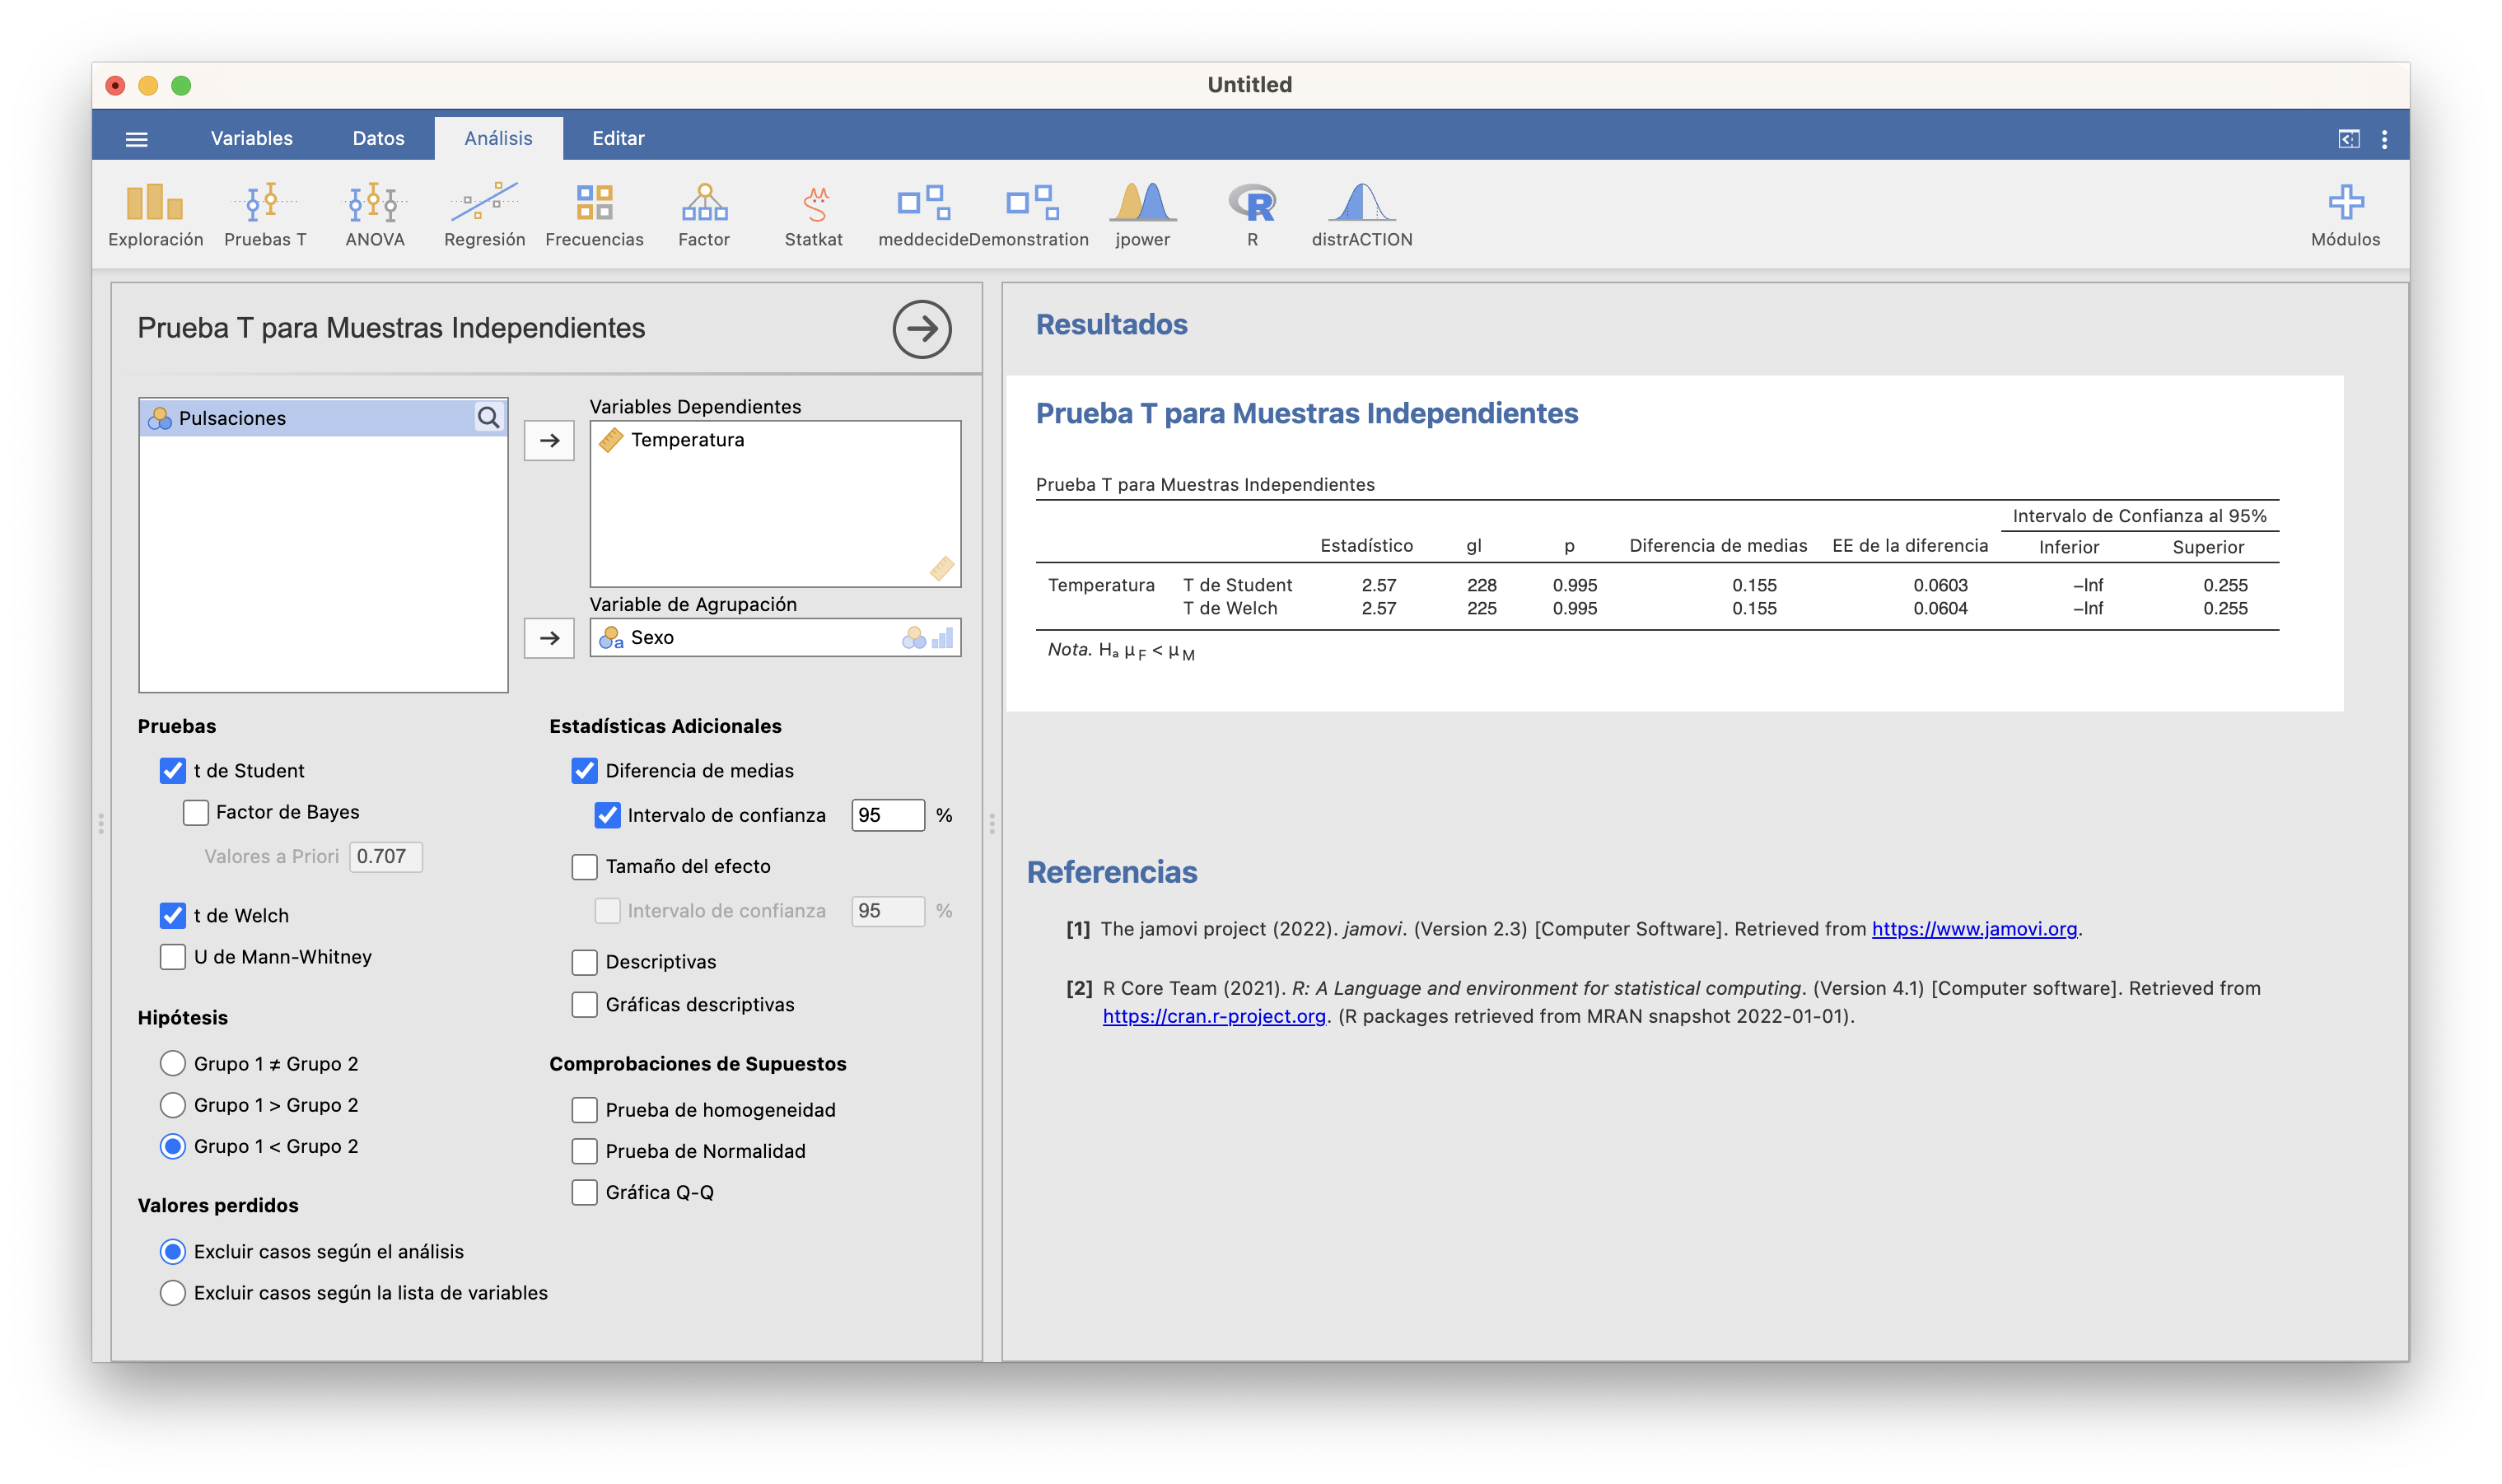 Untitled
Variables Datos Análisis Editar
Exploración Pruebas T ANOVA Regresión Frecuencias Factor Statkat meddecide Demonstration jpower R distrACTION Módulos
Prueba T para Muestras Independientes
Pulsaciones
Variables Dependientes
Temperatura
Variable de Agrupación
a Sexo
Pruebas
t de Student
Factor de Bayes
Valores a Priori 0.707
t de Welch
U de Mann-Whitney
Hipótesis
Grupo 1 ≠ Grupo 2
Grupo 1 > Grupo 2
Grupo 1 < Grupo 2
Valores perdidos
Excluir casos según el análisis
Excluir casos según la lista de variables
Estadísticas Adicionales
Diferencia de medias
Intervalo de confianza 95 %
Tamaño del efecto
Intervalo de confianza 95 %
Descriptivas
Gráficas descriptivas
Comprobaciones de Supuestos
Prueba de homogeneidad
Prueba de Normalidad
Gráfica Q-Q
Resultados
Prueba T para Muestras Independientes
Prueba T para Muestras Independientes
Intervalo de Confianza al 95%
Estadístico gl p Diferencia de medias EE de la diferencia Inferior Superior
Temperatura T de Student 2.57 228 0.995 0.155 0.0603 −Inf 0.255
T de Welch 2.57 225 0.995 0.155 0.0604 −Inf 0.255
Nota. Hₐ μ F < μ M
Referencias
[1] The jamovi project (2022). jamovi. (Version 2.3) [Computer Software]. Retrieved from https://www.jamovi.org.
[2] R Core Team (2021). R: A Language and environment for statistical computing. (Version 4.1) [Computer software]. Retrieved from
https://cran.r-project.org. (R packages retrieved from MRAN snapshot 2022-01-01).